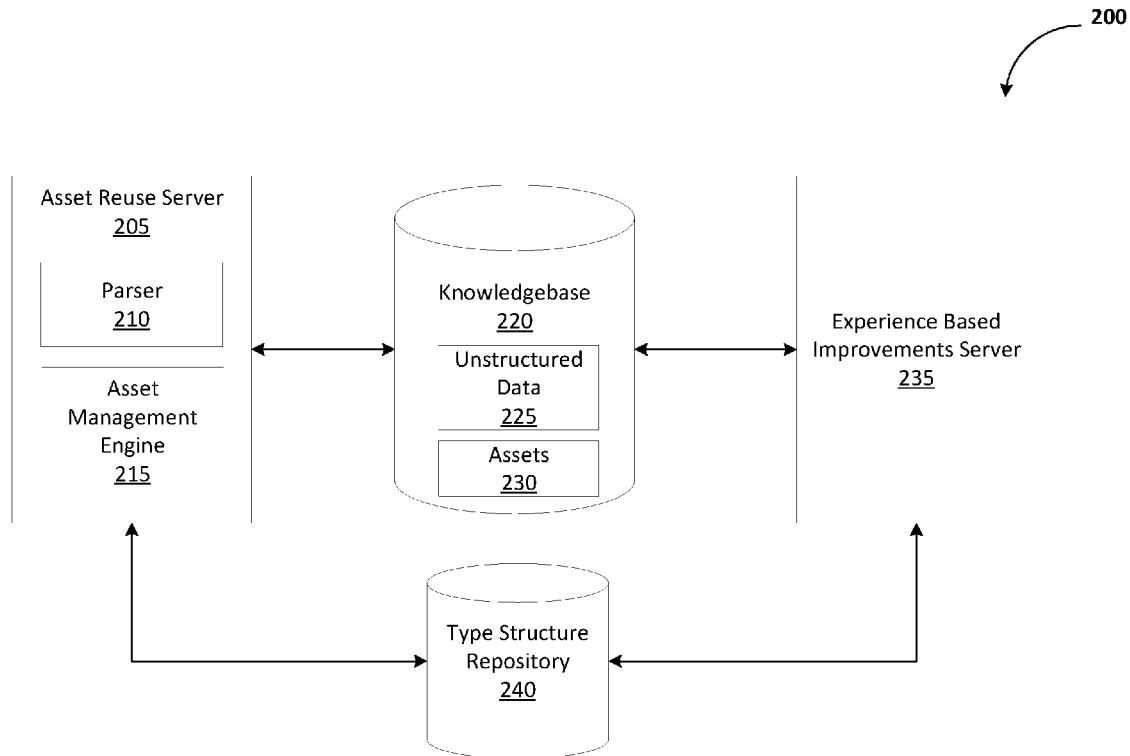 200
Asset Reuse Server
205
Parser
210
Asset
Management
Engine
215
Knowledgebase
220
Unstructured
Data
225
Assets
230
Experience Based
Improvements Server
235
Type Structure
Repository
240